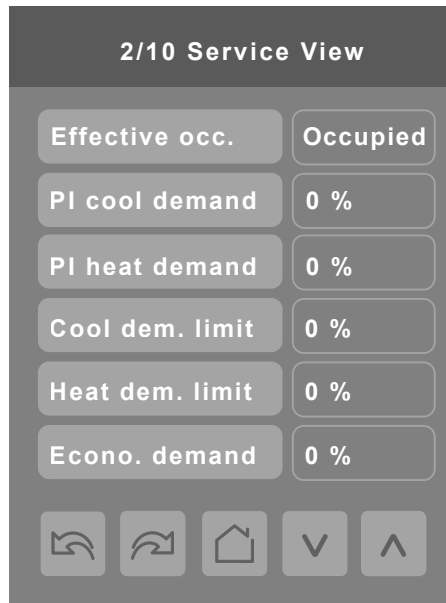 2/10 Service View
Effective occ. Occupied
PI cool demand 0 %
PI heat demand 0 %
Cool dem. limit 0 %
Heat dem. limit 0 %
Econo. demand 0 %